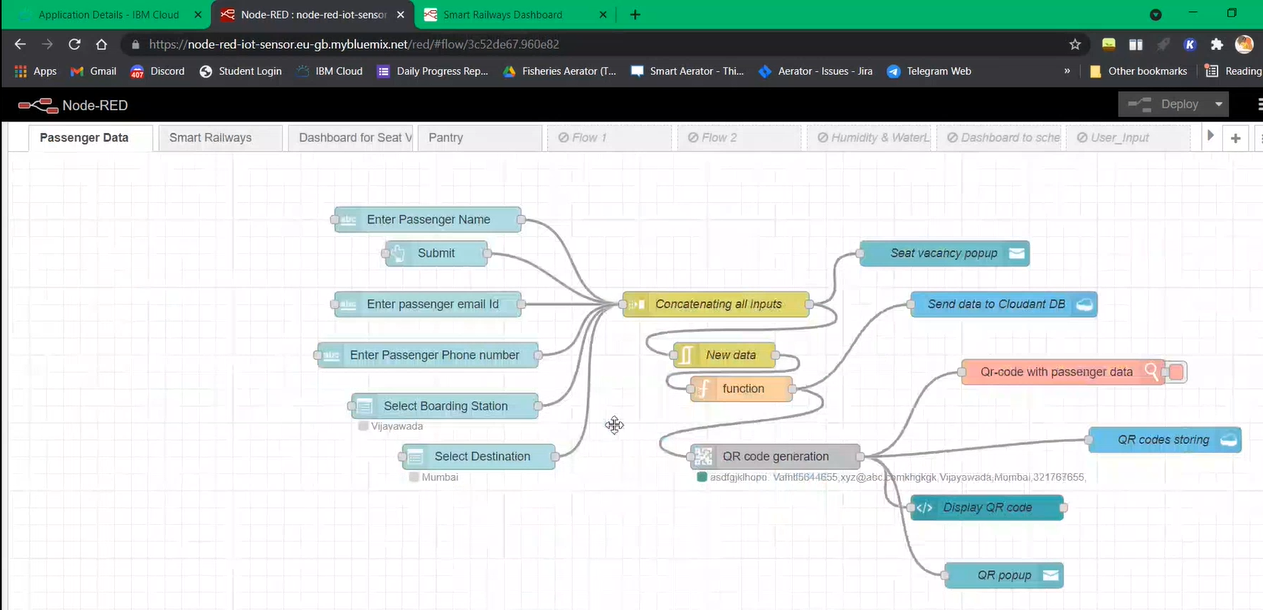 Application Details - IBM Cloud
Node-RED : node-red-iot-sensor
Smart Railways Dashboard
https://node-red-iot-sensor.eu-gb.mybluemix.net/red/#flow/3c52de67.960e82
Apps Gmail Discord Student Login IBM Cloud Daily Progress Rep... Fisheries Aerator (T... Smart Aerator - Thi... Aerator - Issues - Jira Telegram Web » Other bookmarks Reading
407
Node-RED
Deploy
Passenger Data Smart Railways Dashboard for Seat V Pantry Flow 1 Flow 2 Humidity & WaterL Dashboard to sche User_Input
abc Enter Passenger Name
Submit
Seat vacancy popup
abc Enter passenger email Id
Concatenating all inputs
Send data to Cloudant DB
abc Enter Passenger Phone number
New data
Qr-code with passenger data
function
Select Boarding Station
Vijayawada
QR codes storing
Select Destination
QR code generation
Mumbai
Display QR code
QR popup